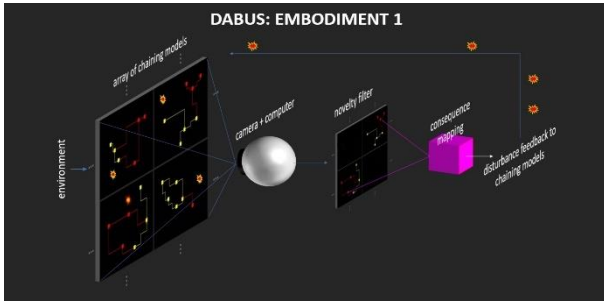 DABUS: EMBODIMENT 1
array of chaining models
camera + computer
novelty filter
consequence
mapping
environment
disturbance feedback to
chaining models